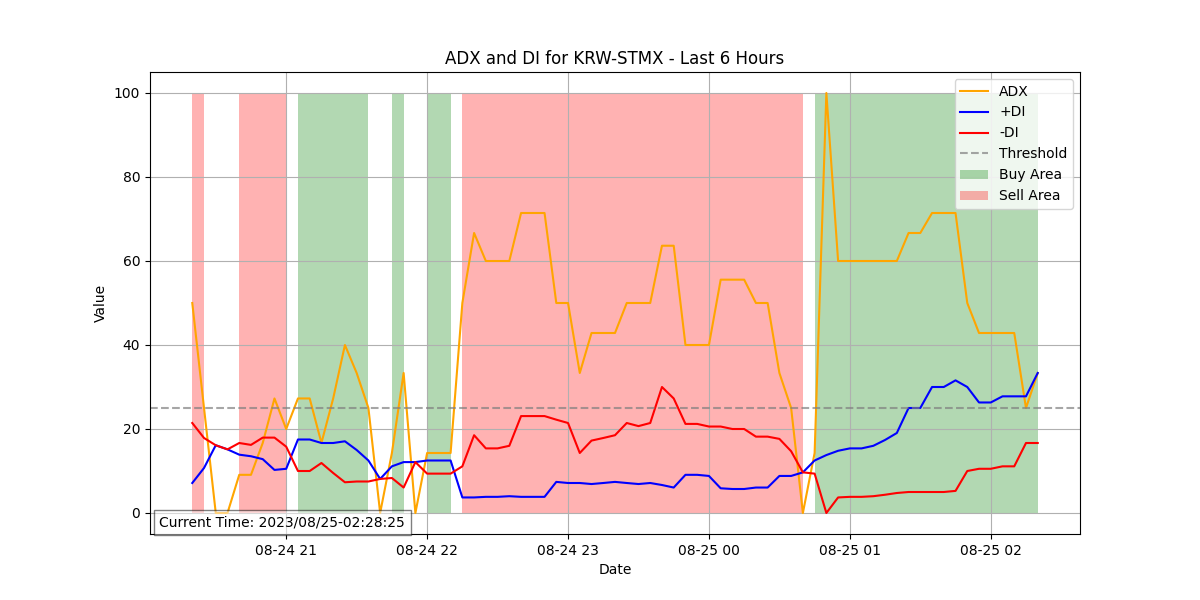 ADX and DI for KRW-STMX - Last 6 Hours
100
80
60
40
20
0
Value
ADX
+DI
-DI
Threshold
Buy Area
Sell Area
Current Time: 2023/08/25-02:28:25
08-24 21
08-24 22
08-24 23
08-25 00
08-25 01
08-25 02
Date